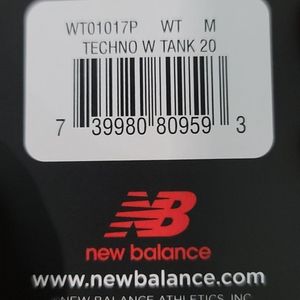 WT01017P WT M
TECHNO W TANK 20
7 39980 80959 3
NB
new balance
www.newbalance.com
NEW BALANCE ATHLETICS, INC.